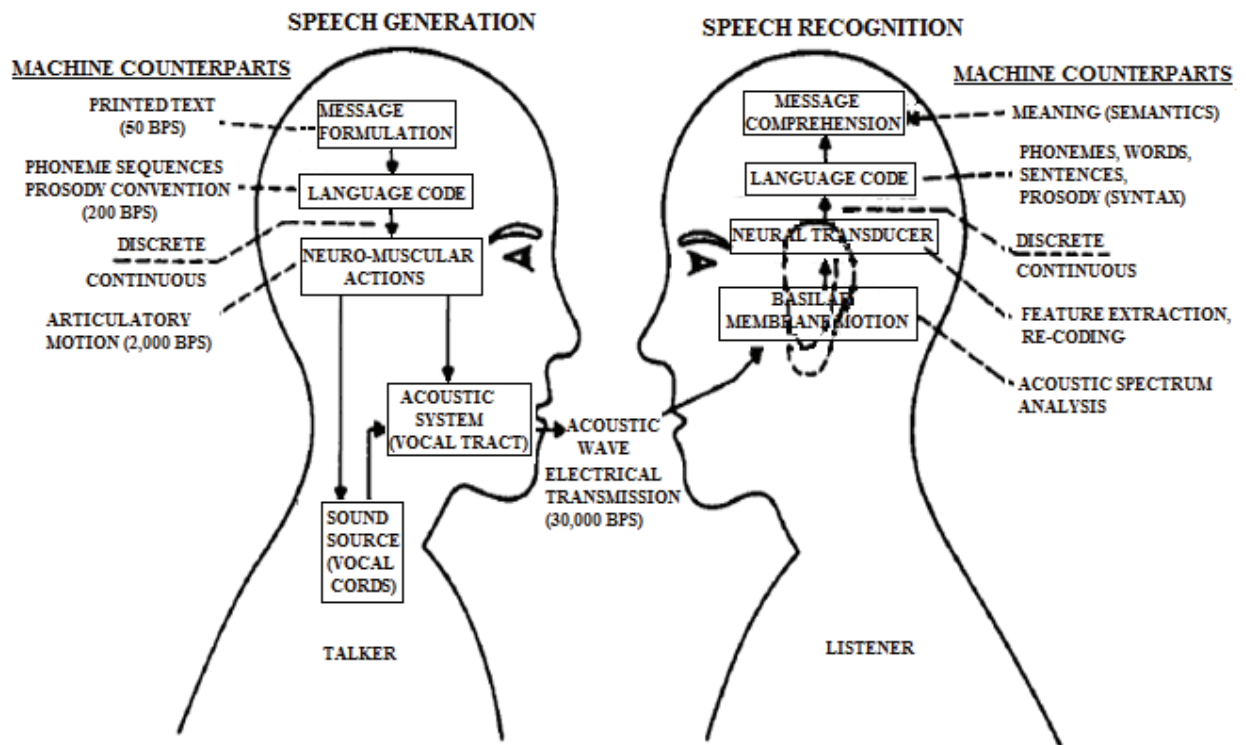 SPEECH GENERATION
MACHINE COUNTERPARTS
PRINTED TEXT
(50 BPS)
PHONEME SEQUENCES
PROSODY CONVENTION
(200 BPS)
DISCRETE
CONTINUOUS
ARTICULATORY
MOTION (2,000 BPS)
MESSAGE
FORMULATION
LANGUAGE CODE
NEURO-MUSCULAR
ACTIONS
ACOUSTIC
SYSTEM
(VOCAL TRACT)
SOUND
SOURCE
(VOCAL
CORDS)
TALKER
ACOUSTIC
WAVE
ELECTRICAL
TRANSMISSION
(30,000 BPS)
SPEECH RECOGNITION
MESSAGE
COMPREHENSION
LANGUAGE CODE
NEURAL TRANSDUCER
BASILAR
MEMBRANE MOTION
LISTENER
MACHINE COUNTERPARTS
MEANING (SEMANTICS)
PHONEMES, WORDS,
SENTENCES,
PROSODY (SYNTAX)
DISCRETE
CONTINUOUS
FEATURE EXTRACTION,
RE-CODING
ACOUSTIC SPECTRUM
ANALYSIS